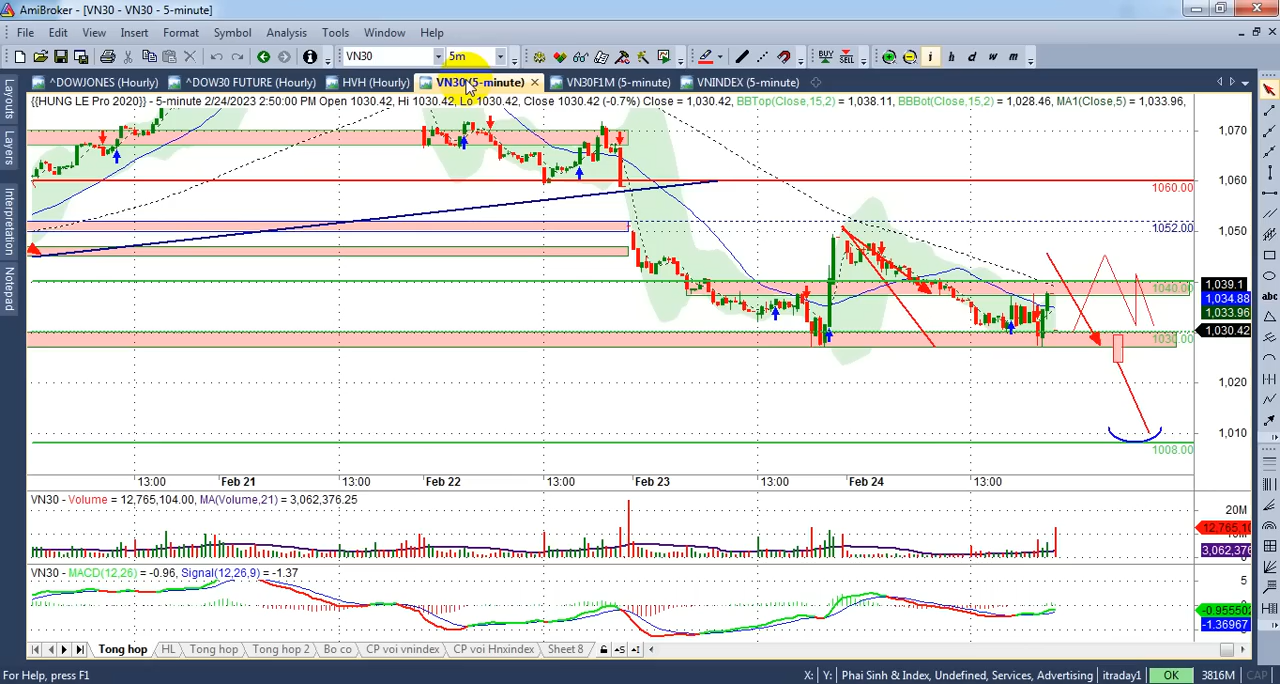 AmiBroker - [VN30 - VN30 - 5-minute]
File Edit View Insert Format Symbol Analysis Tools Window Help
VN30 5m BUY SELL i h d w m
^DOWJONES (Hourly) ^DOW30 FUTURE (Hourly) HVH (Hourly) VN30 (5-minute) VN30F1M (5-minute) VNINDEX (5-minute)
Layouts
Layers
Interpretation
Notepad
{{HUNG LE Pro 2020}} - 5-minute 2/24/2023 2:50:00 PM Open 1030.42, Hi 1030.42, Lo 1030.42, Close 1030.42 (-0.7%) Close = 1,030.42, BBTop(Close,15,2) = 1,038.11, BBBot(Close,15,2) = 1,028.46, MA1(Close,5) = 1,033.96,
1,070
1,060
1060.00
1,050
1052.00
1,039.1
1040.00
1,034.88
1,033.96
1,030.42
1030.00
1,020
1,010
1008.00
abc
13:00 Feb 21 13:00 Feb 22 13:00 Feb 23 13:00 Feb 24 13:00
VN30 - Volume = 12,765,104.00, MA(Volume,21) = 3,062,376.25
20M
12,765,10
3,062,376
VN30 - MACD(12,26) = -0.96, Signal(12,26,9) = -1.37
5
0
-0.955502
-1.36967
Tong hop HL Tong hop Tong hop 2 Bo co CP voi vnindex CP voi Hnxindex Sheet 8
For Help, press F1 X: Y: Phai Sinh & Index, Undefined, Services, Advertising itraday1 OK 3816M CAP